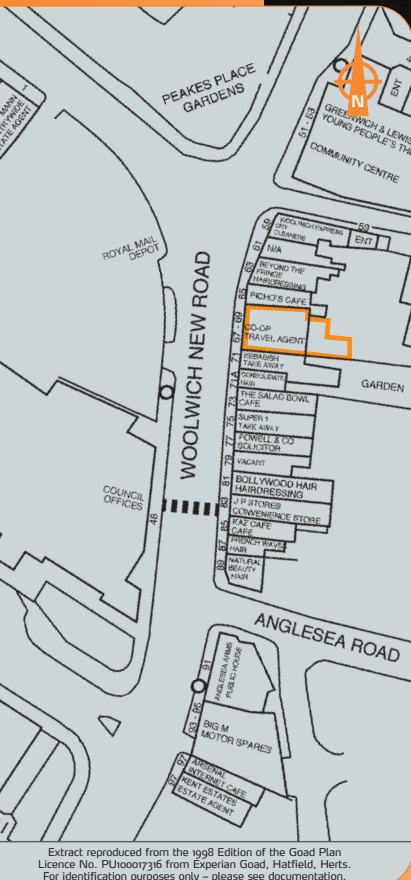 PEAKES PLACE
GARDENS
N
ENT
51 - 53
GREENWICH & LEWIS
YOUNG PEOPLE'S TH
COMMUNITY CENTRE
ROYAL MAIL
DEPOT
WOOLWICH NEW ROAD
59
WOOLWICH EXPRESS
DRY
CLEANERS
59
ENT
61
N/A
63
BEYOND THE
FRINGE
HAIRDRESSING
65
PICHO'S CAFE
67 - 69
CO-OP
TRAVEL AGENT
71
KEBABISH
TAKE AWAY
71A
CONSOLIDATE
HAIR
GARDEN
73
THE SALAD BOWL
CAFE
75
SUPER 1
TAKE AWAY
77
POWELL & CO
SOLICITOR
79
VACANT
81
BOLLYWOOD HAIR
HAIRDRESSING
83
J P STORES
CONVENIENCE STORE
85
KAZ CAFE
CAFE
87
FRENCH WAVES
HAIR
89
NATURAL
BEAUTY
HAIR
COUNCIL
OFFICES
48
ANGLESEA ROAD
91
ANGLESEA ARMS
PUBLIC HOUSE
93 - 95
BIG M
MOTOR SPARES
97
ARSENAL
INTERNET CAFE
97
KENT ESTATES
ESTATE AGENT
Extract reproduced from the 1998 Edition of the Goad Plan
Licence No. PU100017316 from Experian Goad, Hatfield, Herts.
For identification purposes only – please see documentation.